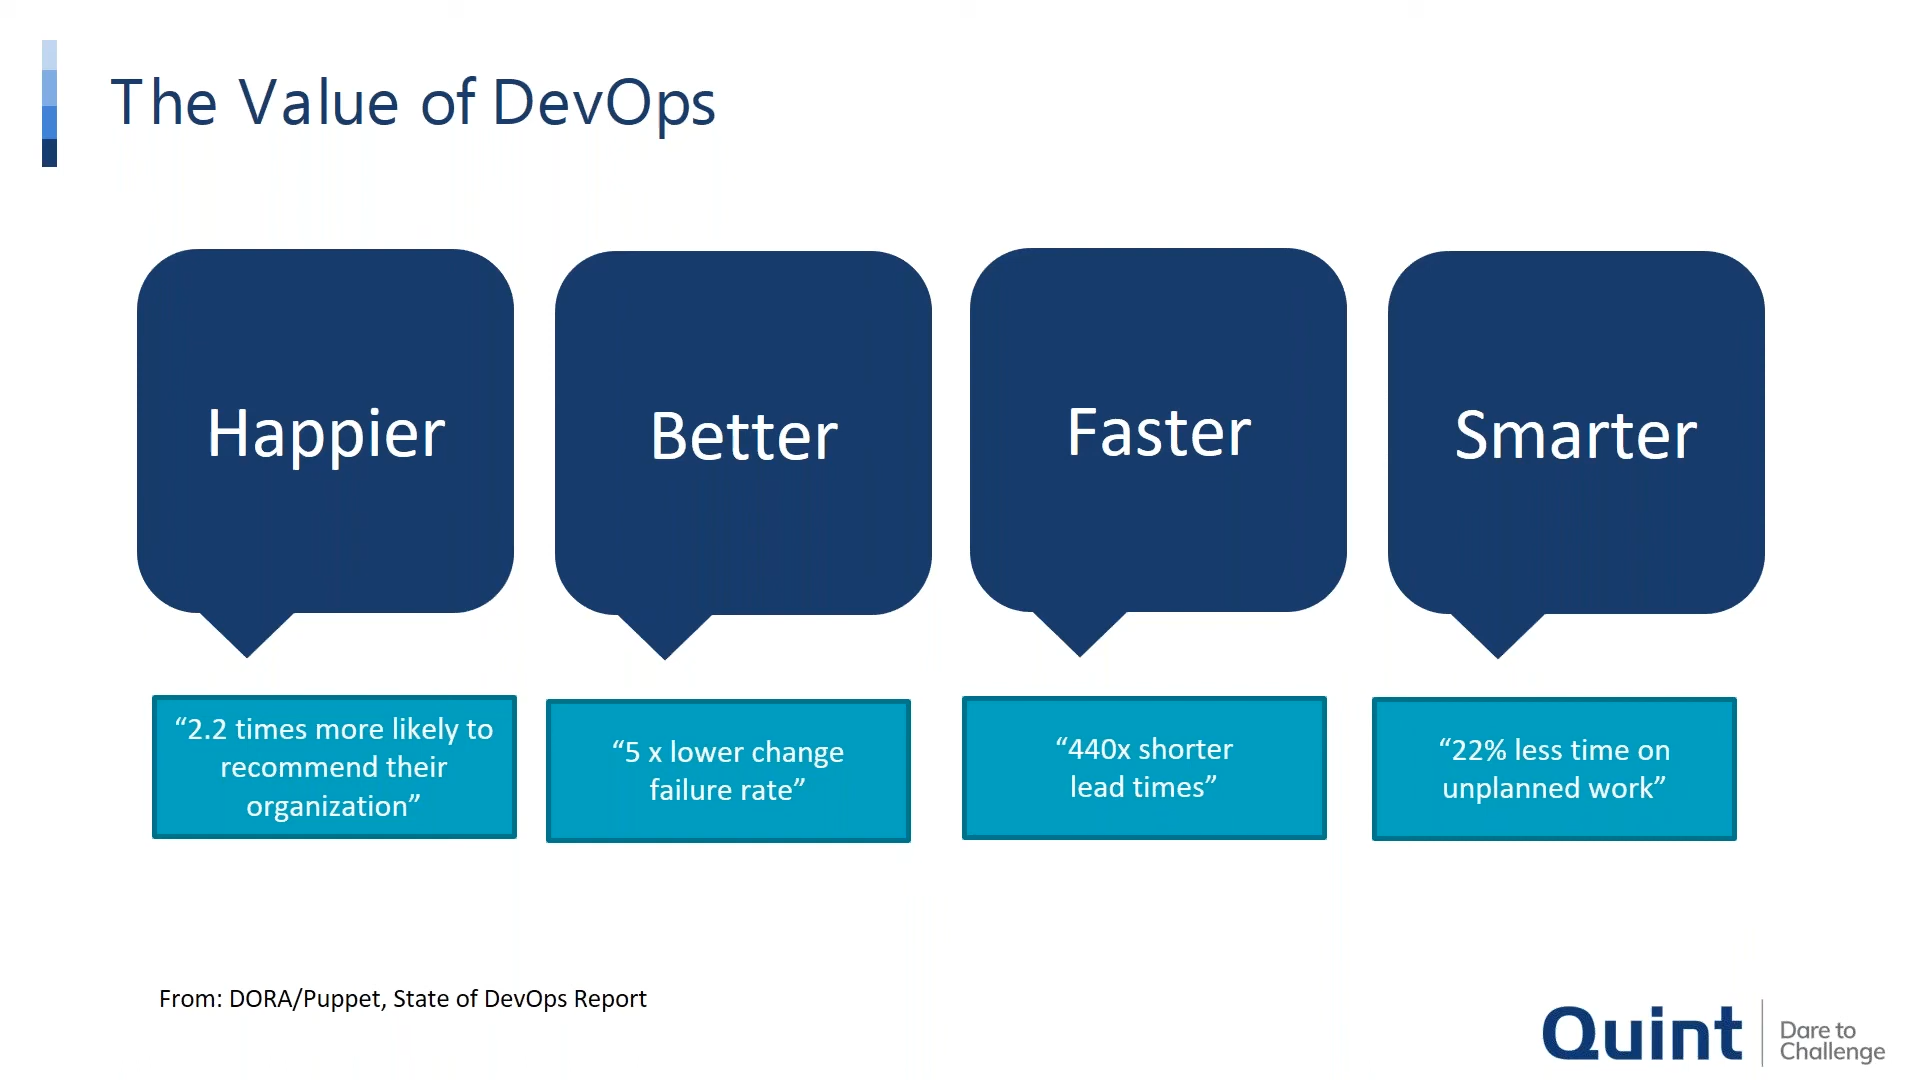 The Value of DevOps
Happier
Better
Faster
Smarter
“2.2 times more likely to
recommend their
organization”
“5 x lower change
failure rate”
“440x shorter
lead times”
“22% less time on
unplanned work”
From: DORA/Puppet, State of DevOps Report
Quint
Dare to
Challenge